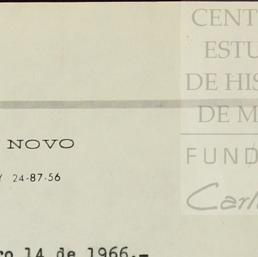 CENT
ESTU
DE HIS
DE M
FUND
Carl
NOVO
Y 24-87-56
ro 14 de 1966.-